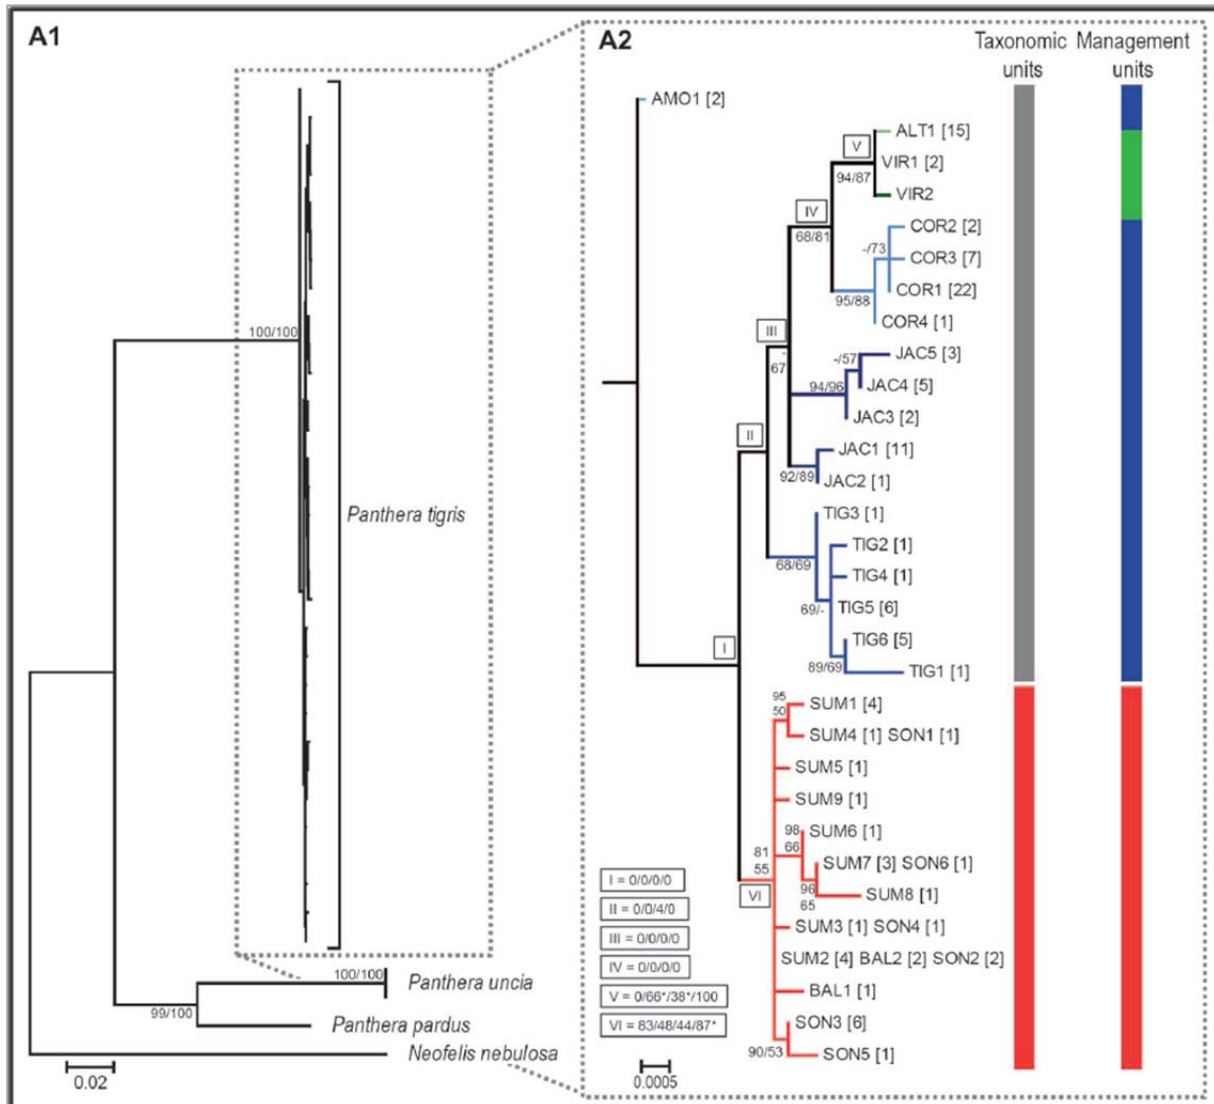 A1
100/100
Panthera tigris
100/100
Panthera uncia
99/100
Panthera pardus
Neofelis nebulosa
0.02
A2
Taxonomic Management
units units
AMO1 [2]
ALT1 [15]
V
VIR1 [2]
94/87
VIR2
IV
68/81
COR2 [2]
-/73
COR3 [7]
COR1 [22]
95/88
COR4 [1]
III
-
67
JAC5 [3]
-/57
JAC4 [5]
94/96
JAC3 [2]
II
JAC1 [11]
92/89
JAC2 [1]
TIG3 [1]
TIG2 [1]
68/69
TIG4 [1]
69/-
TIG5 [6]
TIG6 [5]
89/69
TIG1 [1]
I
95
50
SUM1 [4]
SUM4 [1] SON1 [1]
SUM5 [1]
SUM9 [1]
98
66
SUM6 [1]
81
55
SUM7 [3] SON6 [1]
VI
96
65
SUM8 [1]
SUM3 [1] SON4 [1]
SUM2 [4] BAL2 [2] SON2 [2]
BAL1 [1]
SON3 [6]
90/53
SON5 [1]
I = 0/0/0/0
II = 0/0/4/0
III = 0/0/0/0
IV = 0/0/0/0
V = 0/66*/38*/100
VI = 83/48/44/87*
0.0005